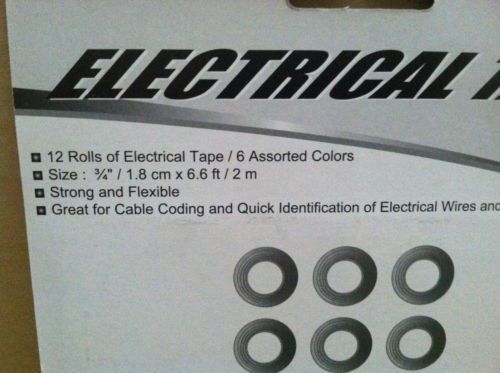 ELECTRICAL
12 Rolls of Electrical Tape / 6 Assorted Colors
Size : ¾" / 1.8 cm x 6.6 ft / 2 m
Strong and Flexible
Great for Cable Coding and Quick Identification of Electrical Wires and